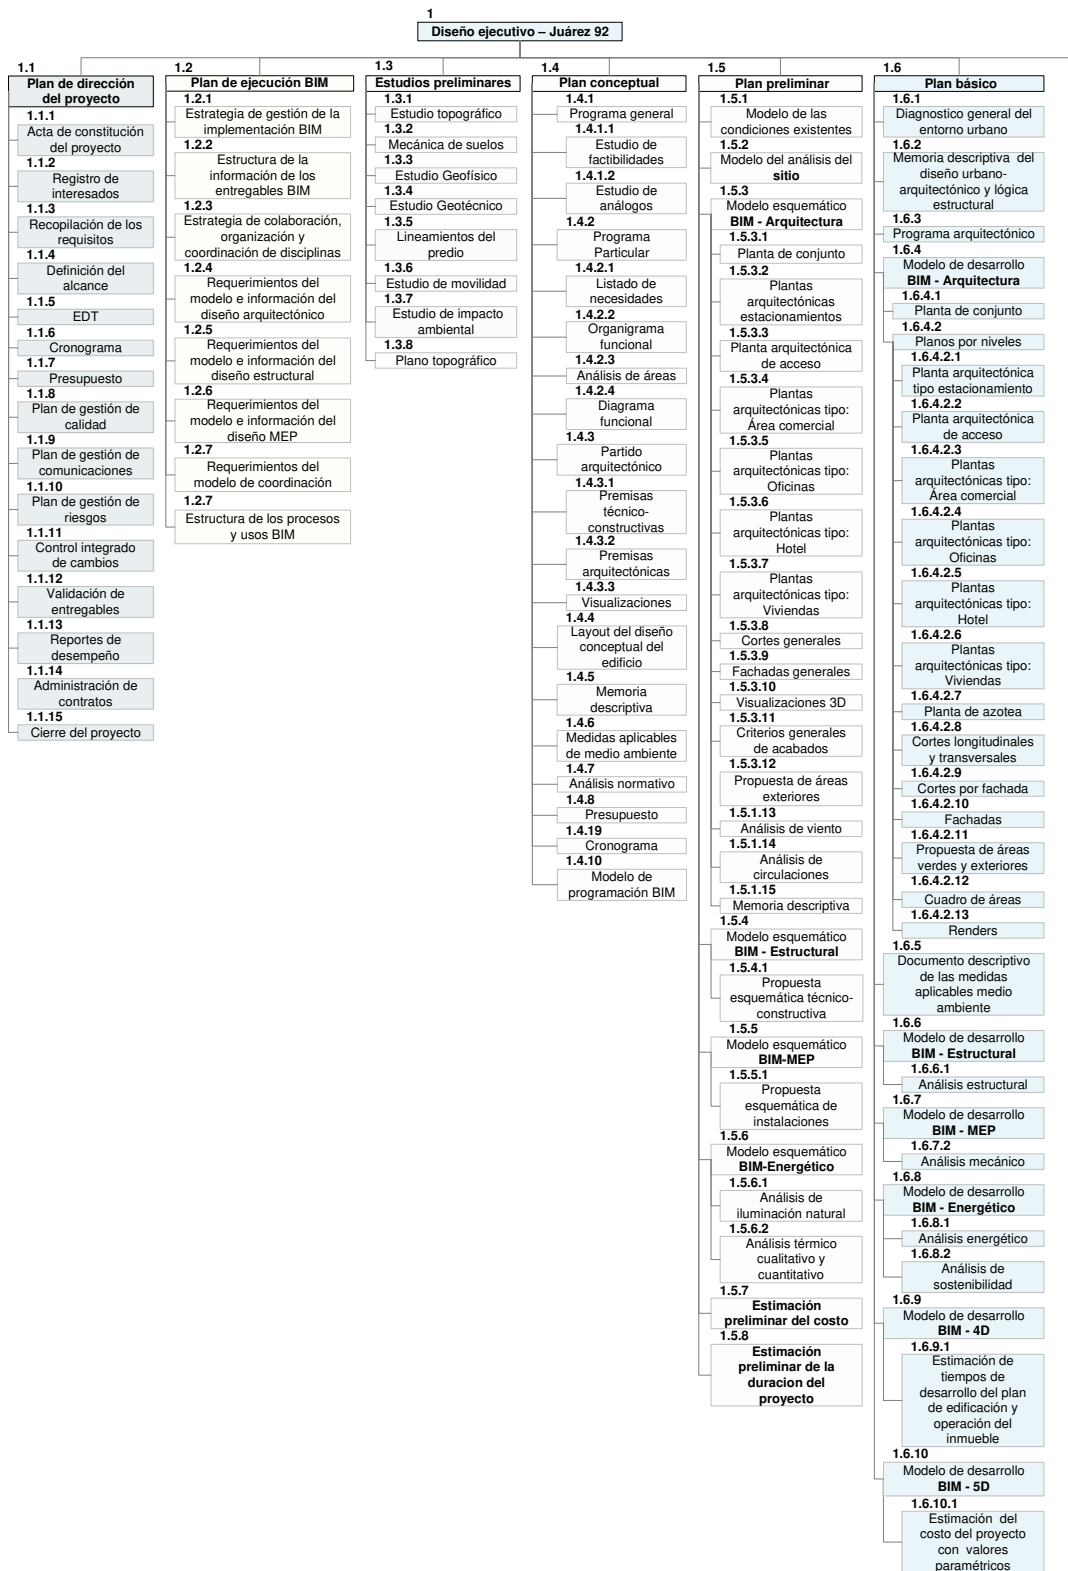 1
Diseño ejecutivo – Juárez 92
1.1
Plan de dirección
del proyecto
1.1.1
Acta de constitución
del proyecto
1.1.2
Registro de
interesados
1.1.3
Recopilación de los
requisitos
1.1.4
Definición del
alcance
1.1.5
EDT
1.1.6
Cronograma
1.1.7
Presupuesto
1.1.8
Plan de gestión de
calidad
1.1.9
Plan de gestión de
comunicaciones
1.1.10
Plan de gestión de
riesgos
1.1.11
Control integrado
de cambios
1.1.12
Validación de
entregables
1.1.13
Reportes de
desempeño
1.1.14
Administración de
contratos
1.1.15
Cierre del proyecto
1.2
Plan de ejecución BIM
1.2.1
Estrategia de gestión de la
implementación BIM
1.2.2
Estructura de la
información de los
entregables BIM
1.2.3
Estrategia de colaboración,
organización y
coordinación de disciplinas
1.2.4
Requerimientos del
modelo e información del
diseño arquitectónico
1.2.5
Requerimientos del
modelo e información del
diseño estructural
1.2.6
Requerimientos del
modelo e información del
diseño MEP
1.2.7
Requerimientos del
modelo de coordinación
1.2.7
Estructura de los procesos
y usos BIM
1.3
Estudios preliminares
1.3.1
Estudio topográfico
1.3.2
Mecánica de suelos
1.3.3
Estudio Geofísico
1.3.4
Estudio Geotécnico
1.3.5
Lineamientos del
predio
1.3.6
Estudio de movilidad
1.3.7
Estudio de impacto
ambiental
1.3.8
Plano topográfico
1.4
Plan conceptual
1.4.1
Programa general
1.4.1.1
Estudio de
factibilidades
1.4.1.2
Estudio de
análogos
1.4.2
Programa
Particular
1.4.2.1
Listado de
necesidades
1.4.2.2
Organigrama
funcional
1.4.2.3
Análisis de áreas
1.4.2.4
Diagrama
funcional
1.4.3
Partido
arquitectónico
1.4.3.1
Premisas
técnico-
constructivas
1.4.3.2
Premisas
arquitectónicas
1.4.3.3
Visualizaciones
1.4.4
Layout del diseño
conceptual del
edificio
1.4.5
Memoria
descriptiva
1.4.6
Medidas aplicables
de medio ambiente
1.4.7
Análisis normativo
1.4.8
Presupuesto
1.4.19
Cronograma
1.4.10
Modelo de
programación BIM
1.5
Plan preliminar
1.5.1
Modelo de las
condiciones existentes
1.5.2
Modelo del análisis del
sitio
1.5.3
Modelo esquemático
BIM - Arquitectura
1.5.3.1
Planta de conjunto
1.5.3.2
Plantas
arquitectónicas
estacionamientos
1.5.3.3
Planta arquitectónica
de acceso
1.5.3.4
Plantas
arquitectónicas tipo:
Área comercial
1.5.3.5
Plantas
arquitectónicas tipo:
Oficinas
1.5.3.6
Plantas
arquitectónicas tipo:
Hotel
1.5.3.7
Plantas
arquitectónicas tipo:
Viviendas
1.5.3.8
Cortes generales
1.5.3.9
Fachadas generales
1.5.3.10
Visualizaciones 3D
1.5.3.11
Criterios generales
de acabados
1.5.3.12
Propuesta de áreas
exteriores
1.5.1.13
Análisis de viento
1.5.1.14
Análisis de
circulaciones
1.5.1.15
Memoria descriptiva
1.5.4
Modelo esquemático
BIM - Estructural
1.5.4.1
Propuesta
esquemática técnico-
constructiva
1.5.5
Modelo esquemático
BIM-MEP
1.5.5.1
Propuesta
esquemática de
instalaciones
1.5.6
Modelo esquemático
BIM-Energético
1.5.6.1
Análisis de
iluminación natural
1.5.6.2
Análisis térmico
cualitativo y
cuantitativo
1.5.7
Estimación
preliminar del costo
1.5.8
Estimación
preliminar de la
duracion del
proyecto
1.6
Plan básico
1.6.1
Diagnostico general del
entorno urbano
1.6.2
Memoria descriptiva del
diseño urbano-
arquitectónico y lógica
estructural
1.6.3
Programa arquitectónico
1.6.4
Modelo de desarrollo
BIM - Arquitectura
1.6.4.1
Planta de conjunto
1.6.4.2
Planos por niveles
1.6.4.2.1
Planta arquitectónica
tipo estacionamiento
1.6.4.2.2
Planta arquitectónica
de acceso
1.6.4.2.3
Plantas
arquitectónicas tipo:
Área comercial
1.6.4.2.4
Plantas
arquitectónicas tipo:
Oficinas
1.6.4.2.5
Plantas
arquitectónicas tipo:
Hotel
1.6.4.2.6
Plantas
arquitectónicas tipo:
Viviendas
1.6.4.2.7
Planta de azotea
1.6.4.2.8
Cortes longitudinales
y transversales
1.6.4.2.9
Cortes por fachada
1.6.4.2.10
Fachadas
1.6.4.2.11
Propuesta de áreas
verdes y exteriores
1.6.4.2.12
Cuadro de áreas
1.6.4.2.13
Renders
1.6.5
Documento descriptivo
de las medidas
aplicables medio
ambiente
1.6.6
Modelo de desarrollo
BIM - Estructural
1.6.6.1
Análisis estructural
1.6.7
Modelo de desarrollo
BIM - MEP
1.6.7.2
Análisis mecánico
1.6.8
Modelo de desarrollo
BIM - Energético
1.6.8.1
Análisis energético
1.6.8.2
Análisis de
sostenibilidad
1.6.9
Modelo de desarrollo
BIM - 4D
1.6.9.1
Estimación de
tiempos de
desarrollo del plan
de edificación y
operación del
inmueble
1.6.10
Modelo de desarrollo
BIM - 5D
1.6.10.1
Estimación del
costo del proyecto
con valores
paramétricos